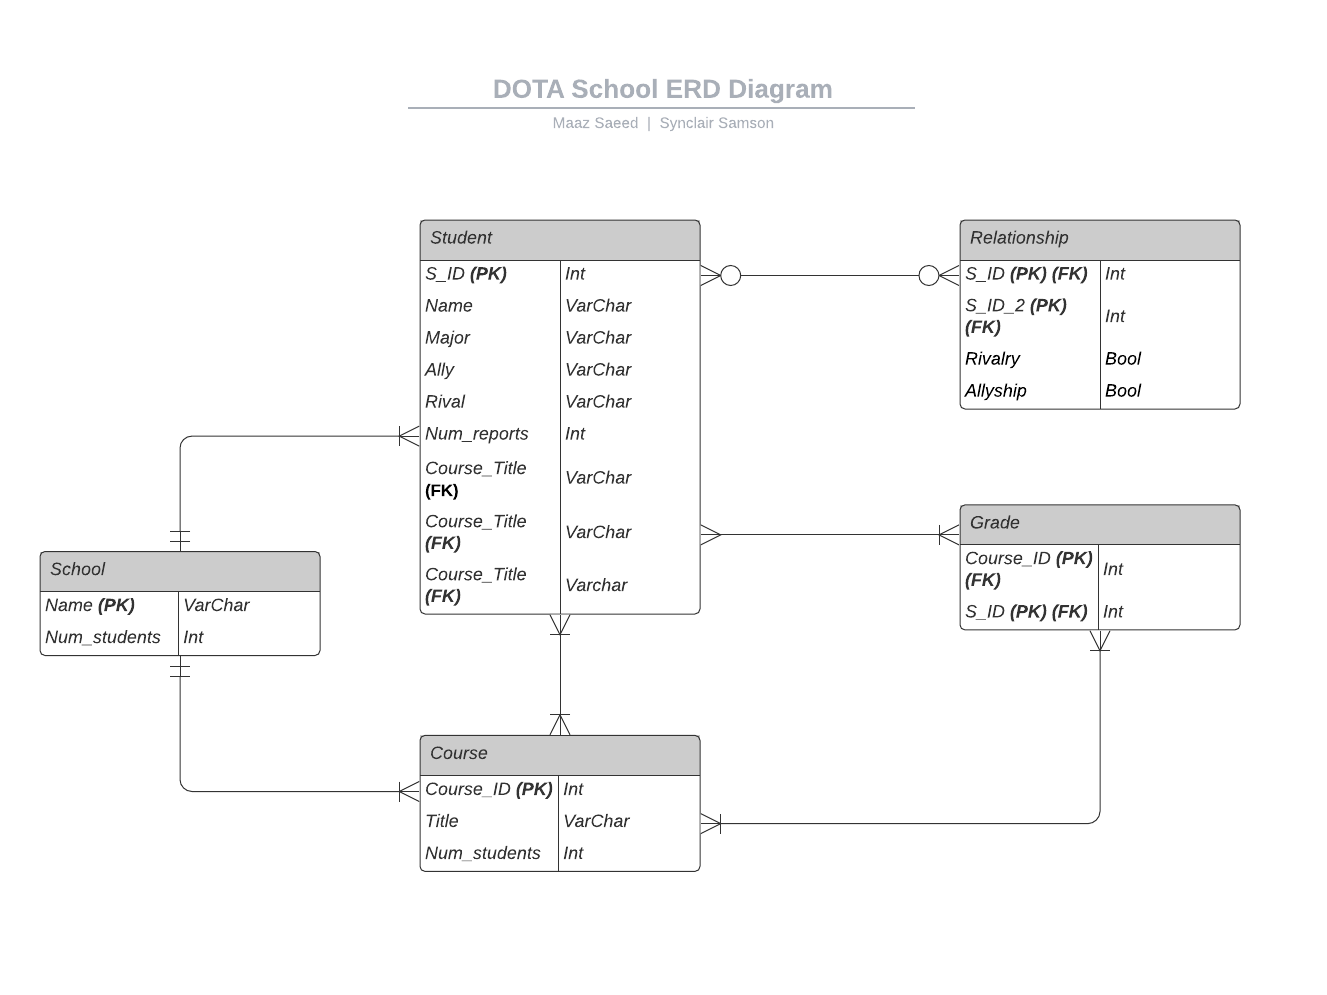 DOTA School ERD Diagram
Maaz Saeed | Synclair Samson
Student
S_ID (PK) Int
Name VarChar
Major VarChar
Ally VarChar
Rival VarChar
Num_reports Int
Course_Title
(FK) VarChar
Course_Title
(FK) VarChar
Course_Title
(FK) Varchar
Relationship
S_ID (PK) (FK) Int
S_ID_2 (PK)
(FK) Int
Rivalry Bool
Allyship Bool
School
Name (PK) VarChar
Num_students Int
Grade
Course_ID (PK)
(FK) Int
S_ID (PK) (FK) Int
Course
Course_ID (PK) Int
Title VarChar
Num_students Int